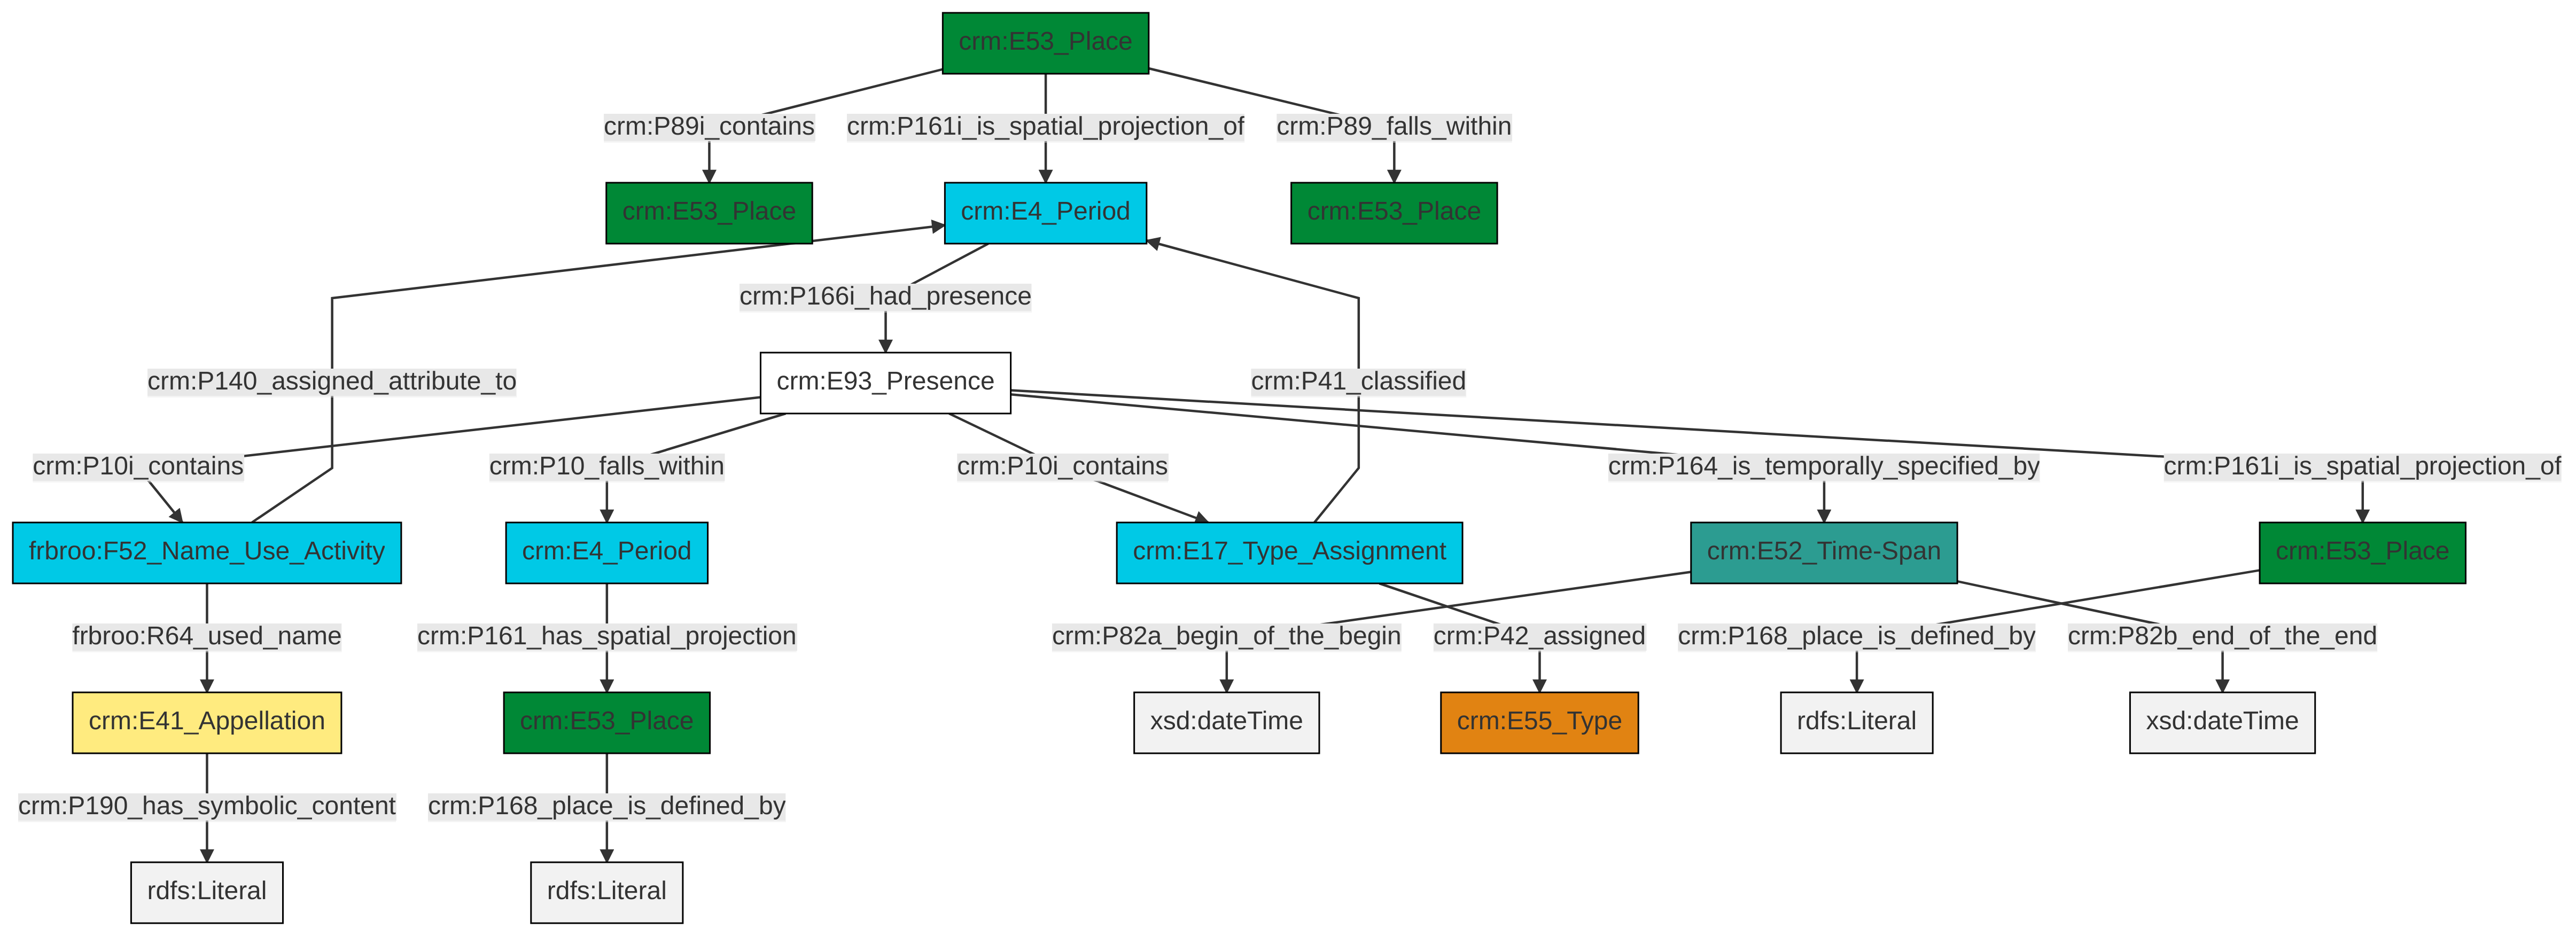 crm:E53_Place
crm:P89i_contains
crm:P161i_is_spatial_projection_of
crm:P89_falls_within
crm:E53_Place
crm:E4_Period
crm:E53_Place
crm:P166i_had_presence
crm:P140_assigned_attribute_to
crm:E93_Presence
crm:P41_classified
crm:P10i_contains
crm:P10_falls_within
crm:P10i_contains
crm:P164_is_temporally_specified_by
crm:P161i_is_spatial_projection_of
frbroo:F52_Name_Use_Activity
crm:E4_Period
crm:E17_Type_Assignment
crm:E52_Time-Span
crm:E53_Place
frbroo:R64_used_name
crm:P161_has_spatial_projection
crm:P82a_begin_of_the_begin
crm:P42_assigned
crm:P168_place_is_defined_by
crm:P82b_end_of_the_end
crm:E41_Appellation
crm:E53_Place
xsd:dateTime
crm:E55_Type
rdfs:Literal
xsd:dateTime
crm:P190_has_symbolic_content
crm:P168_place_is_defined_by
rdfs:Literal
rdfs:Literal